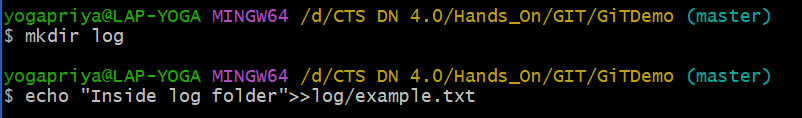 yogapriya@LAP-YOGA MINGW64 /d/CTS DN 4.0/Hands_On/GIT/GiTDemo (master)
$ mkdir log
yogapriya@LAP-YOGA MINGW64 /d/CTS DN 4.0/Hands_On/GIT/GiTDemo (master)
$ echo "Inside log folder">>log/example.txt